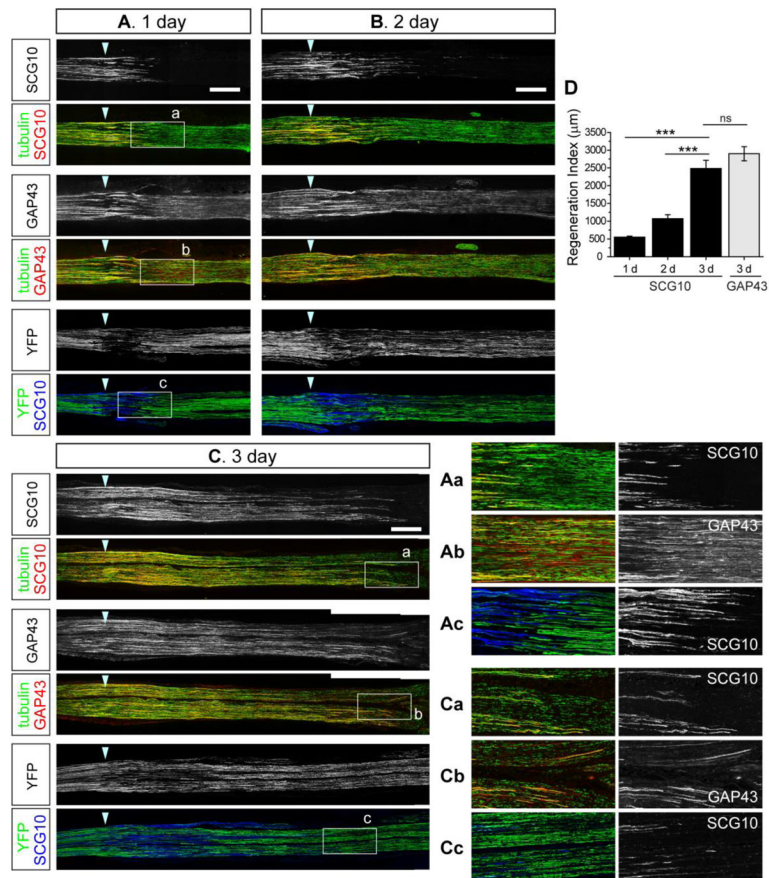 A. 1 day
B. 2 day
SCG10
tubulin
SCG10
a
GAP43
tubulin
GAP43
b
YFP
YFP
SCG10
c
D
***
ns
***
Regeneration Index (μm)
3500
3000
2500
2000
1500
1000
500
0
1 d
2 d
3 d
3 d
SCG10
GAP43
C. 3 day
SCG10
tubulin
SCG10
a
GAP43
tubulin
GAP43
b
YFP
YFP
SCG10
c
Aa
SCG10
Ab
GAP43
Ac
SCG10
Ca
SCG10
Cb
GAP43
Cc
SCG10